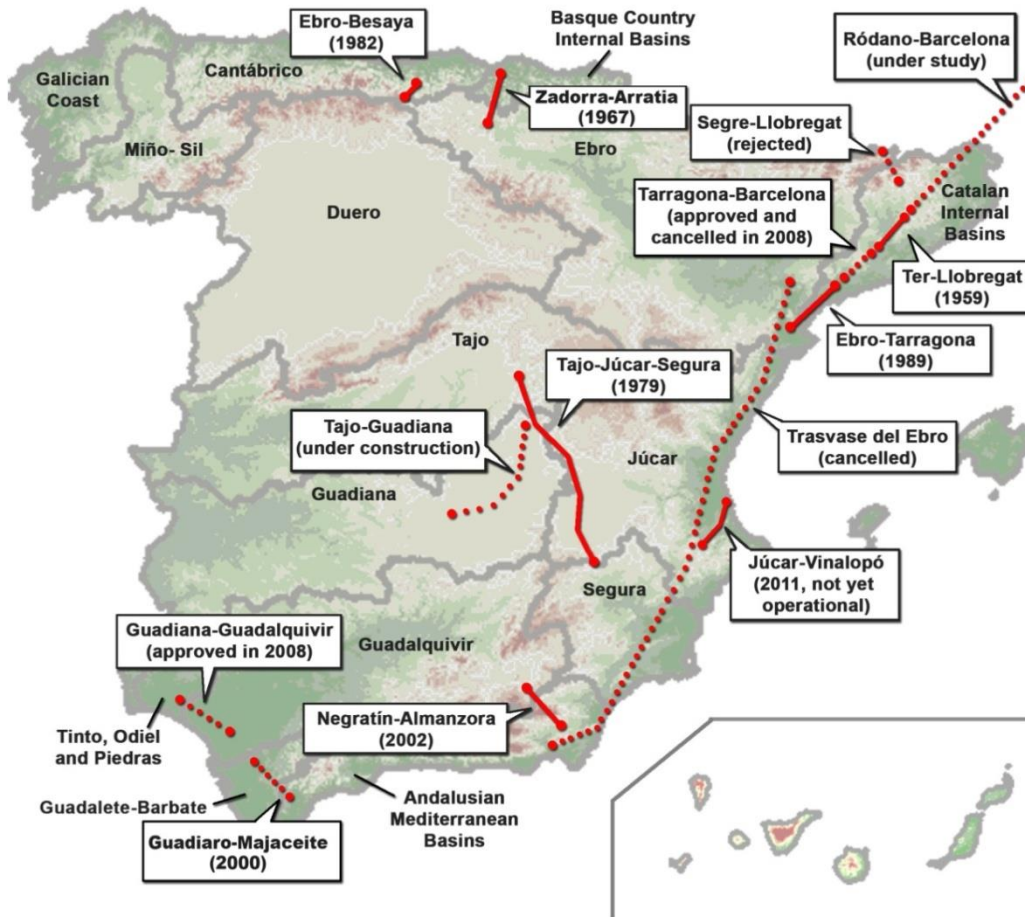 Ebro-Besaya
(1982)
Basque Country
Internal Basins
Ródano-Barcelona
(under study)
Galician
Coast
Cantábrico
Zadorra-Arratia
(1967)
Segre-Llobregat
(rejected)
Miño- Sil
Ebro
Tarragona-Barcelona
(approved and
cancelled in 2008)
Catalan
Internal
Basins
Duero
Ter-Llobregat
(1959)
Tajo
Ebro-Tarragona
(1989)
Tajo-Júcar-Segura
(1979)
Tajo-Guadiana
(under construction)
Trasvase del Ebro
(cancelled)
Júcar
Guadiana
Júcar-Vinalopó
(2011, not yet
operational)
Segura
Guadiana-Guadalquivir
(approved in 2008)
Guadalquivir
Negratín-Almanzora
(2002)
Tinto, Odiel
and Piedras
Guadalete-Barbate
Andalusian
Mediterranean
Basins
Guadiaro-Majaceite
(2000)